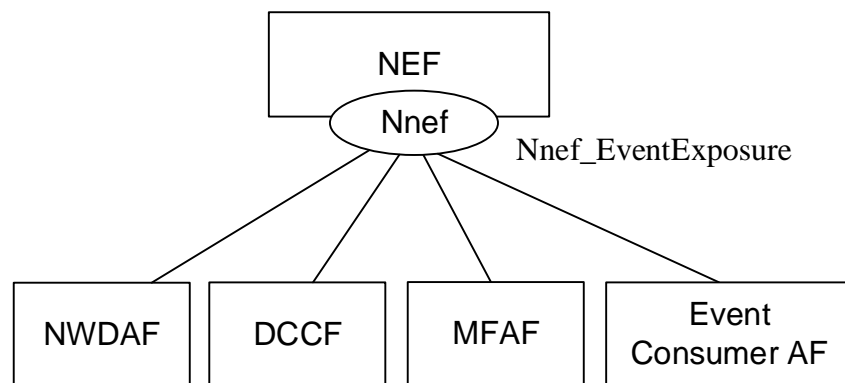 NEF
Nnef
Nnef_EventExposure
NWDAF
DCCF
MFAF
Event
Consumer AF